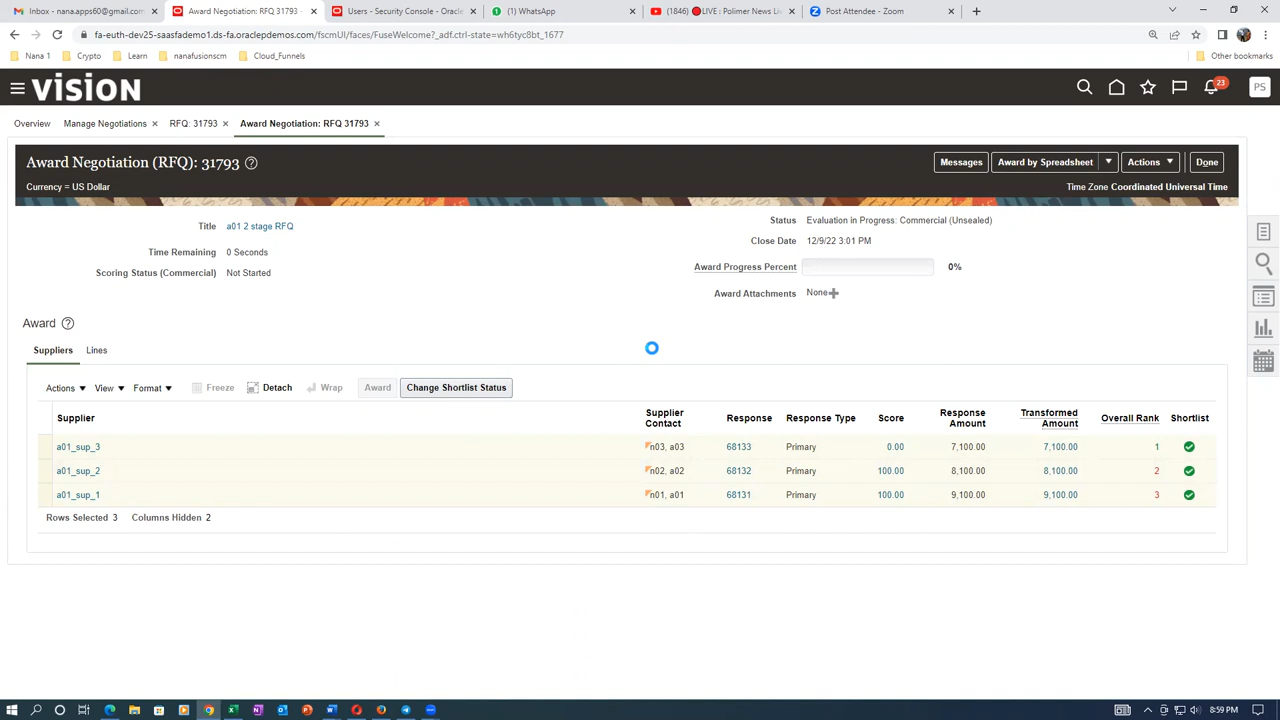 nana.apps60@gmail.com
Award Negotiation: RFQ 31793
Users - Security Console - Oracle
(1) WhatsApp
(1846) 🔴LIVE : Polimer News Li
Post Attendee - Zoom
fa-euth-dev25-saasfademo1.ds-fa.oraclepdemos.com/fscmUI/faces/FuseWelcome?_adf.ctrl-state=wh6tyc8bt_1677
Nana 1 Crypto Learn nanafusionscm Cloud_Funnels Other bookmarks
VISION 23 PS
Overview Manage Negotiations RFQ: 31793 Award Negotiation: RFQ 31793
Award Negotiation (RFQ): 31793 Messages Award by Spreadsheet Actions Done
Currency = US Dollar Time Zone Coordinated Universal Time
Title a01 2 stage RFQ
Time Remaining 0 Seconds
Scoring Status (Commercial) Not Started
Status Evaluation in Progress: Commercial (Unsealed)
Close Date 12/9/22 3:01 PM
Award Progress Percent 0%
Award Attachments None
Award
Suppliers Lines
Actions View Format Freeze Detach Wrap Award Change Shortlist Status
Supplier Supplier Contact Response Response Type Score Response Amount Transformed Amount Overall Rank Shortlist
a01_sup_3 n03, a03 68133 Primary 0.00 7,100.00 7,100.00 1
a01_sup_2 n02, a02 68132 Primary 100.00 8,100.00 8,100.00 2
a01_sup_1 n01, a01 68131 Primary 100.00 9,100.00 9,100.00 3
Rows Selected 3 Columns Hidden 2
8:59 PM